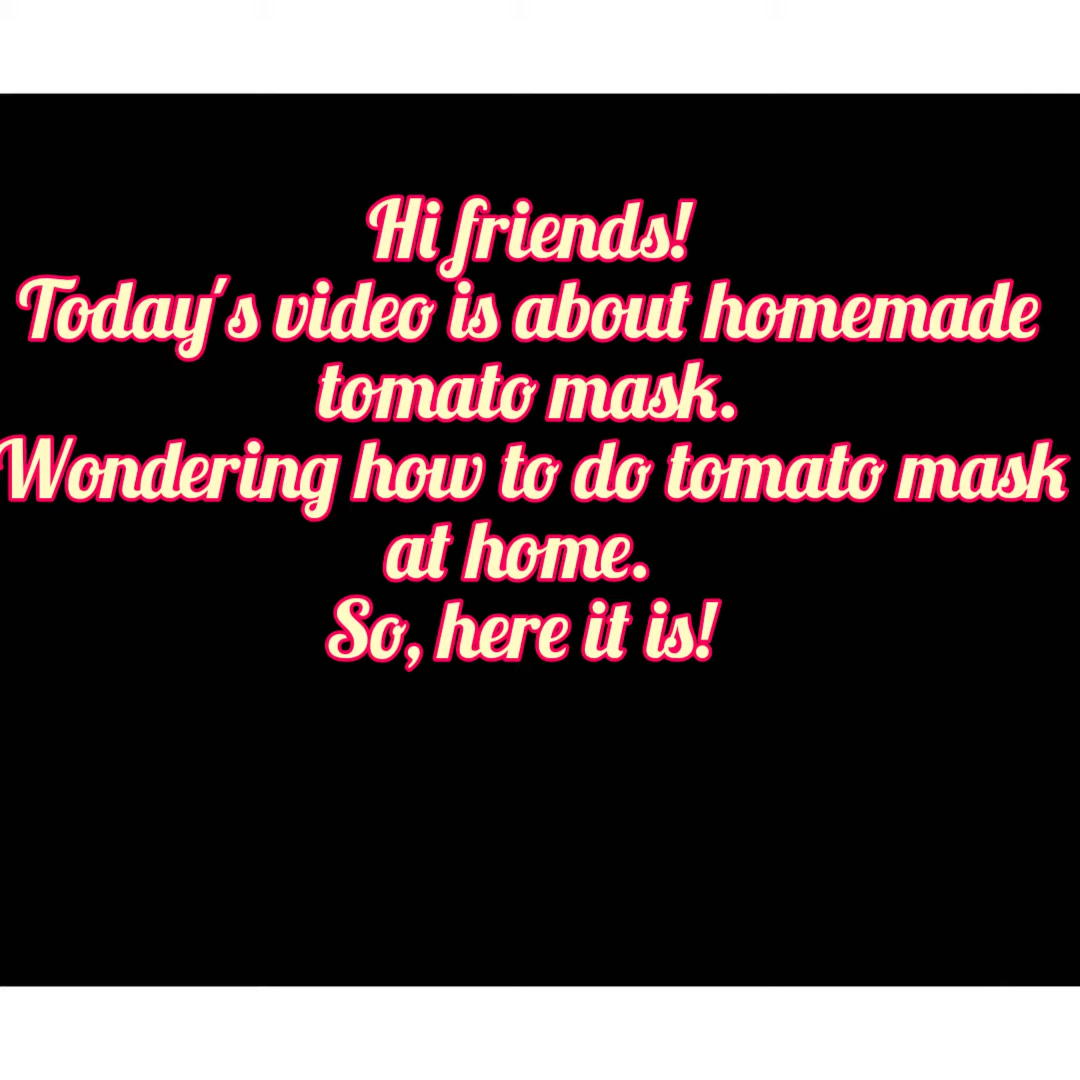 Hi friends!
Today's video is about homemade
tomato mask.
Wondering how to do tomato mask
at home.
So, here it is!